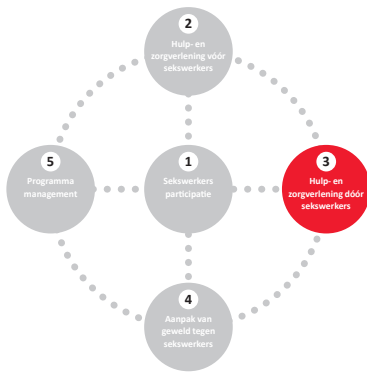 2
Hulp- en
zorgverlening vóór
sekswerkers
5
Programma
management
1
Sekswerkers
participatie
3
Hulp- en
zorgverlening dóór
sekswerkers
4
Aanpak van
geweld tegen
sekswerkers